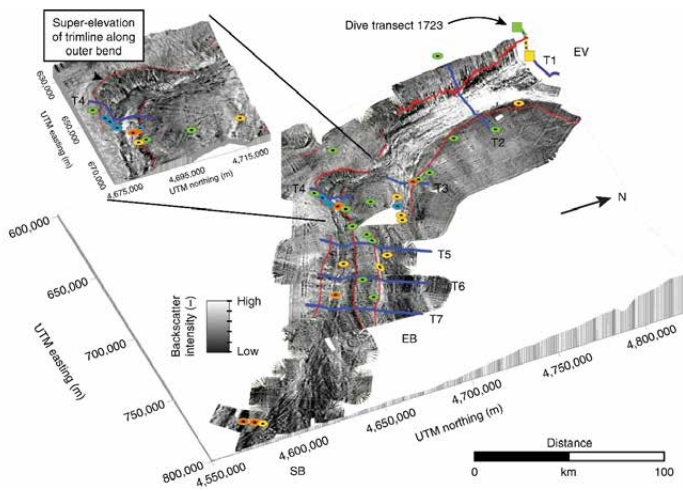 Super-elevation
of trimline along
outer bend
Dive transect 1723
EV
T1
T2
T3
T4
T4
T5
T6
T7
EB
SB
N
630,000
650,000
670,000
UTM easting (m)
4,675,000
4,695,000
4,715,000
UTM northing (m)
600,000
650,000
700,000
750,000
800,000
UTM easting (m)
Backscatter
intensity (–)
High
Low
4,550,000
4,600,000
4,650,000
4,700,000
4,750,000
4,800,000
UTM northing (m)
Distance
0
km
100